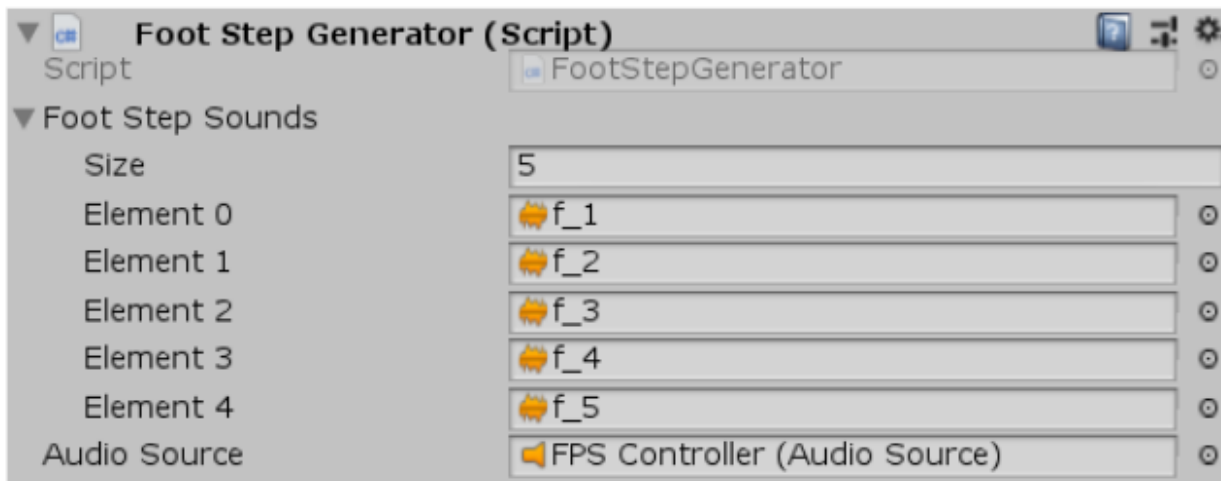 Foot Step Generator (Script)
Script FootStepGenerator
Foot Step Sounds
Size 5
Element 0 f_1
Element 1 f_2
Element 2 f_3
Element 3 f_4
Element 4 f_5
Audio Source FPS Controller (Audio Source)